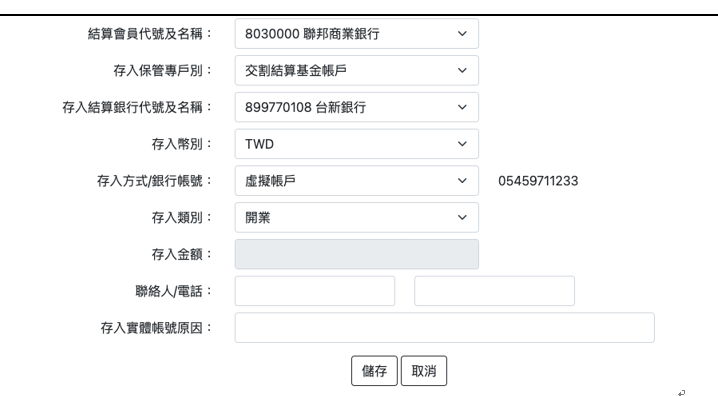 結算會員代號及名稱： 8030000 聯邦商業銀行
存入保管專戶別： 交割結算基金帳戶
存入結算銀行代號及名稱： 899770108 台新銀行
存入幣別： TWD
存入方式/銀行帳號： 虛擬帳戶 05459711233
存入類別： 開業
存入金額：
聯絡人/電話：
存入實體帳號原因：
儲存 取消